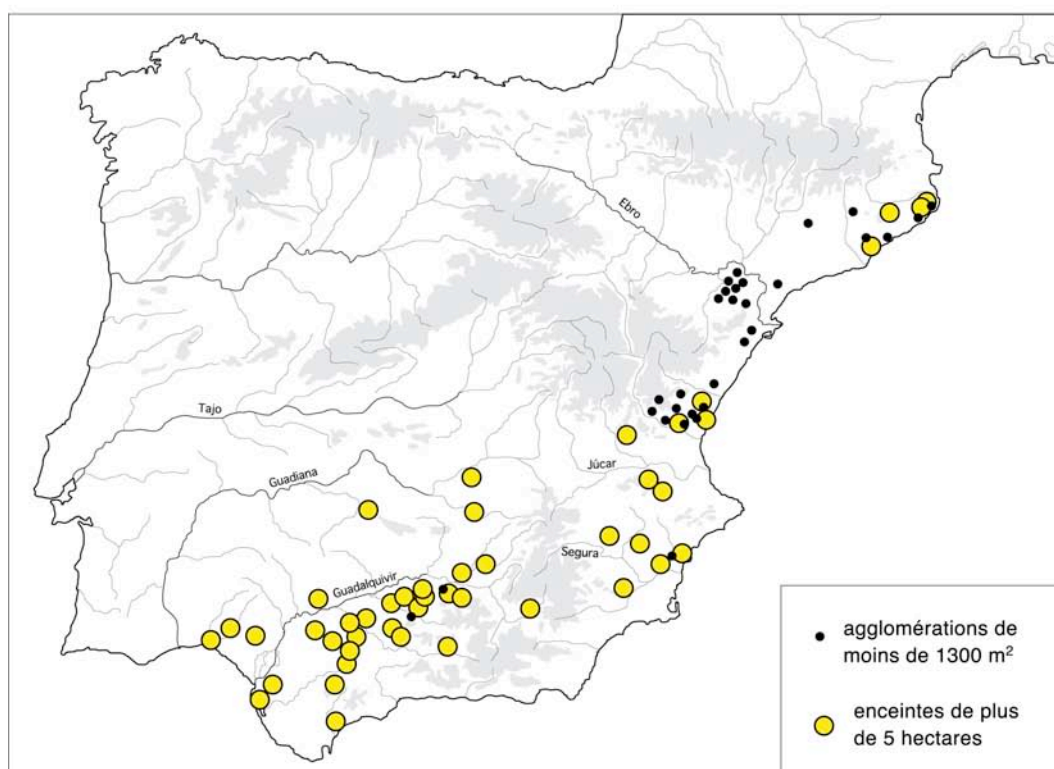 Ebro
Tajo
Júcar
Guadiana
Segura
Guadalquivir
agglomérations de
moins de 1300 m²
enceintes de plus
de 5 hectares